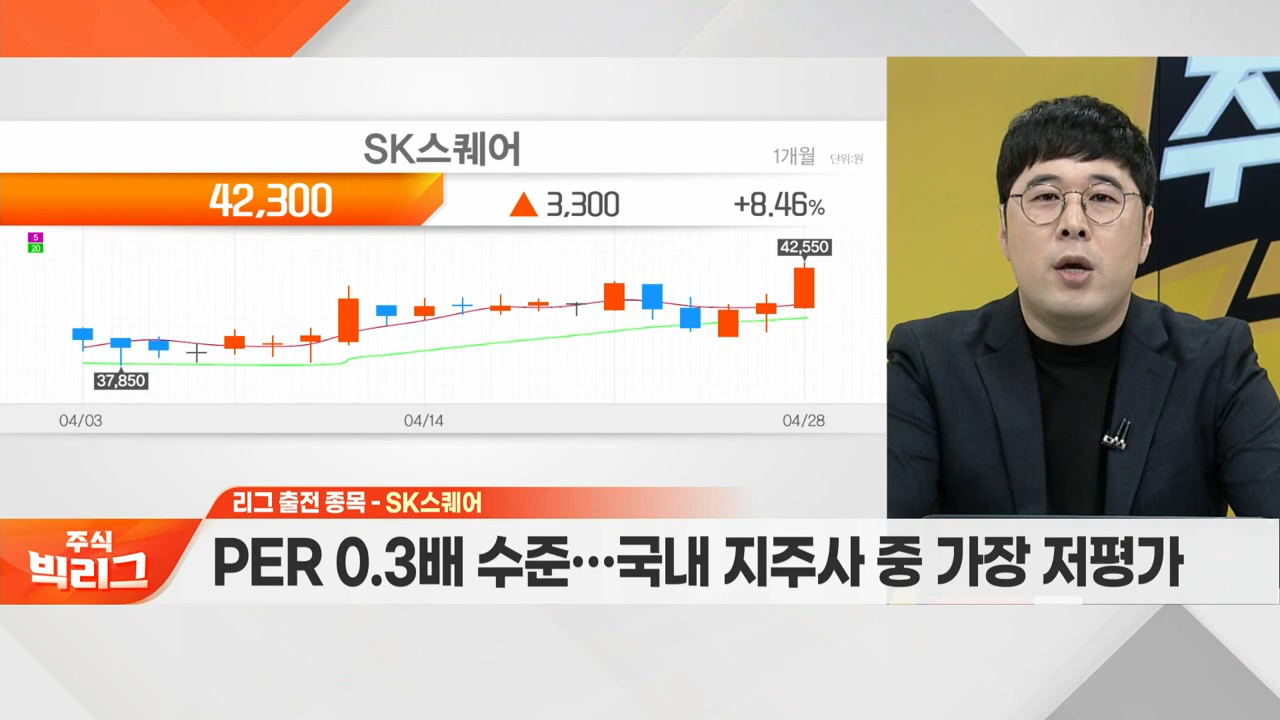 SK스퀘어
1개월 단위:원
42,300 ▲ 3,300 +8.46%
5
20
42,550
37,850
04/03 04/14 04/28
리그 출전 종목 - SK스퀘어
주식
빅리그
PER 0.3배 수준···국내 지주사 중 가장 저평가
주